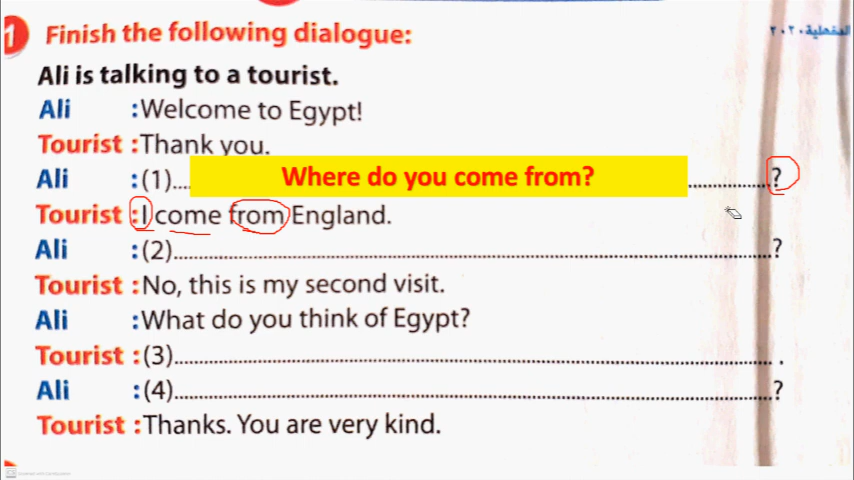 1 Finish the following dialogue:
٢٠٢٠
Ali is talking to a tourist.
Ali :Welcome to Egypt!
Tourist :Thank you.
Ali :(1)... Where do you come from? ..............?
Tourist :I come from England.
Ali :(2)..............................?
Tourist :No, this is my second visit.
Ali :What do you think of Egypt?
Tourist :(3).............................. .
Ali :(4)..............................?
Tourist :Thanks. You are very kind.